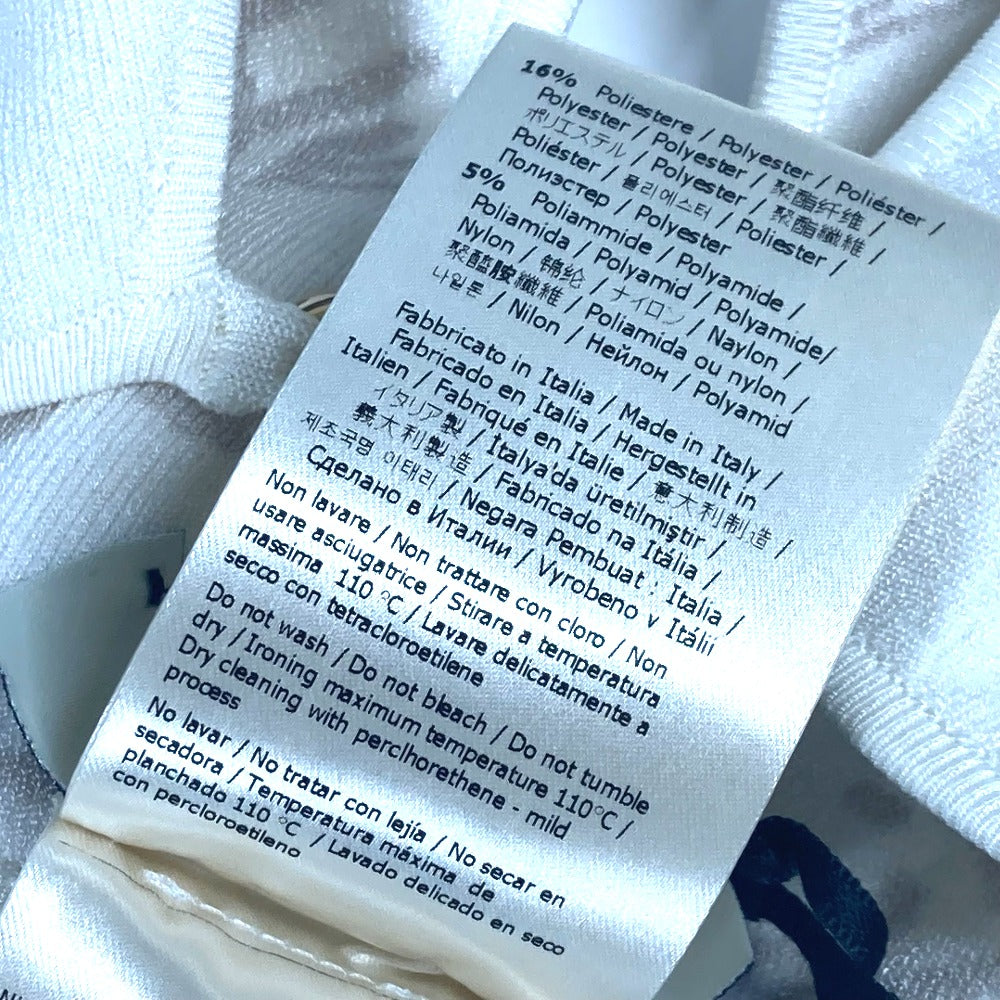 16% Poliestere / Polyester / Poliéster /
Polyester / Polyester / 聚酯纤维 /
ポリエステル / Polyester / 聚酯纖維 /
Poliéster / 폴리에스터 / Poliester /
Полиэстер / Polyester
5% Poliammide / Polyamide /
Poliamida / Polyamid / Polyamide/
Nylon / 锦纶 / ナイロン / Naylon /
聚醯胺纖維 / Poliamida ou nylon /
나일론 / Nilon / Нейлон / Polyamid
Fabbricato in Italia / Made in Italy /
Fabricado en Italia / Hergestellt in
Italien / Fabriqué en Italie / 意大利制造 /
イタリア製 / İtalya'da üretilmiştir /
義大利製造 / Fabricado na Itália /
제조국명 이태리 / Negara Pembuat : Italia /
Сделано в Италии / Vyrobeno v Itálii
Non lavare / Non trattare con cloro / Non
usare asciugatrice / Stirare a temperatura
massima 110 °C / Lavare delicatamente a
secco con tetracloroetilene
Do not wash / Do not bleach / Do not tumble
dry / Ironing maximum temperature 110°C /
Dry cleaning with perclhorethene - mild
process
No lavar / No tratar con lejía / No secar en
secadora / Temperatura máxima de
planchado 110 °C / Lavado delicado en seco
con percloroetileno